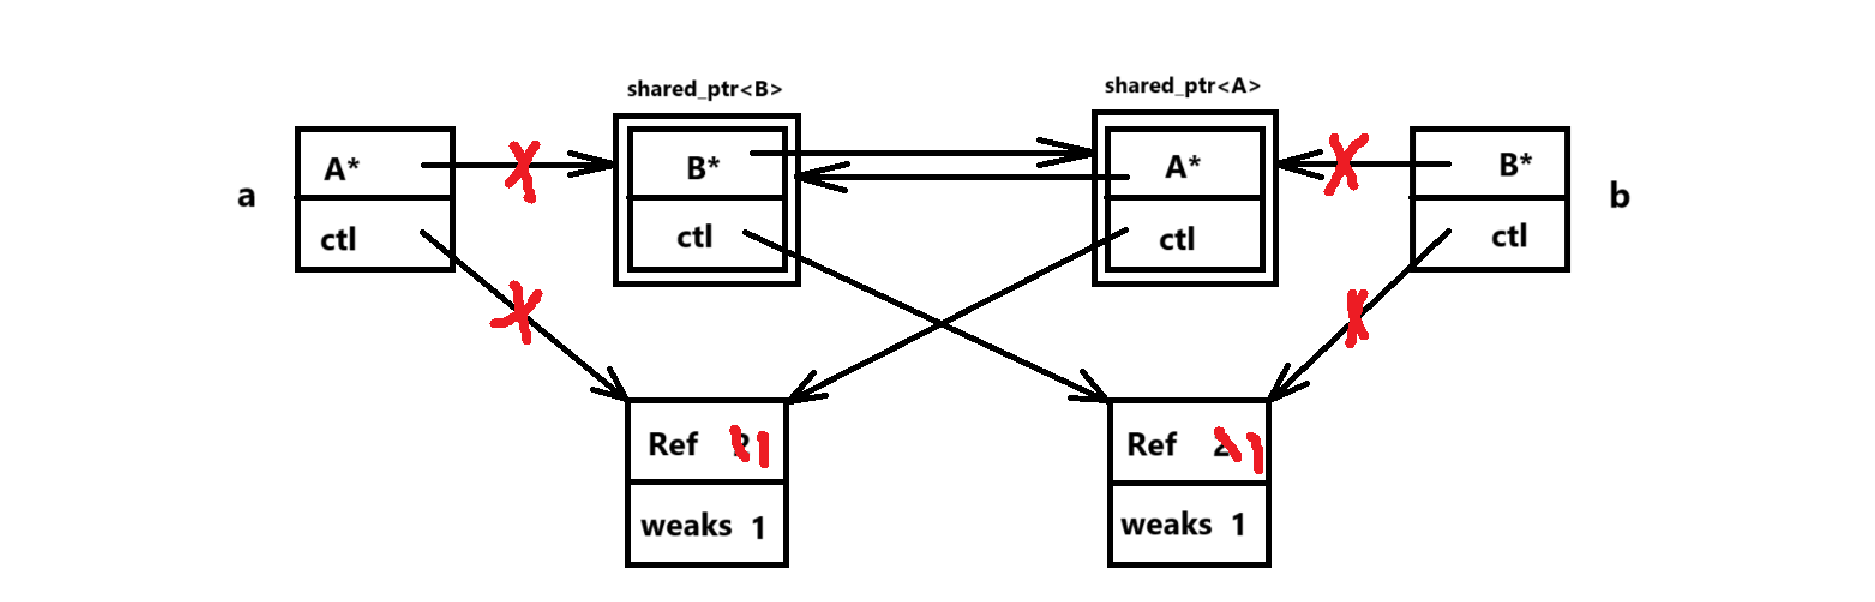 shared_ptr<B>
shared_ptr<A>
a
A*
ctl
B*
ctl
A*
ctl
B*
ctl
b
Ref 2 1
weaks 1
Ref 2 1
weaks 1